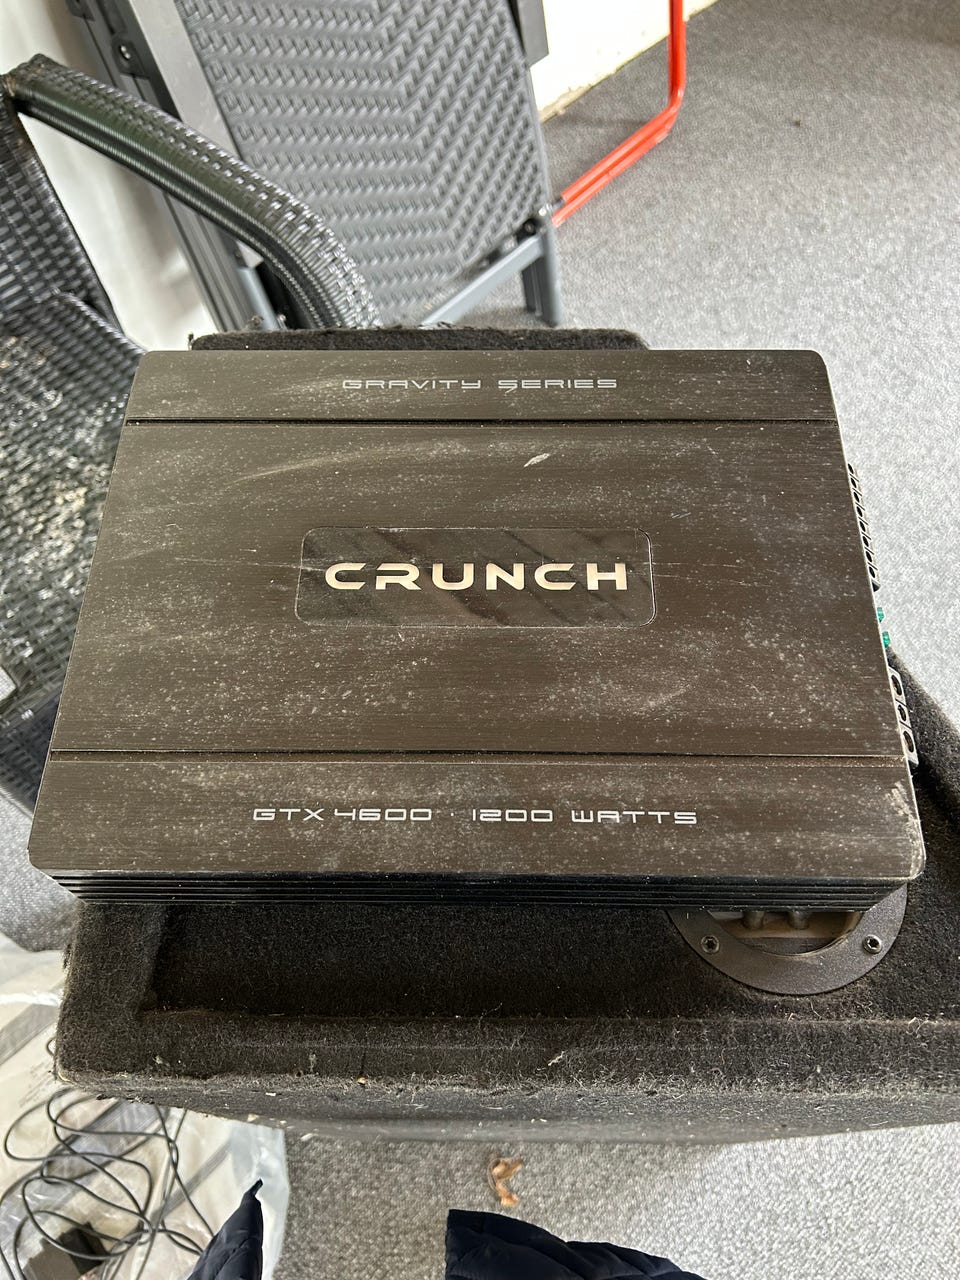 GRAVITY SERIES
CRUNCH
GTX 4600 · 1200 WATTS